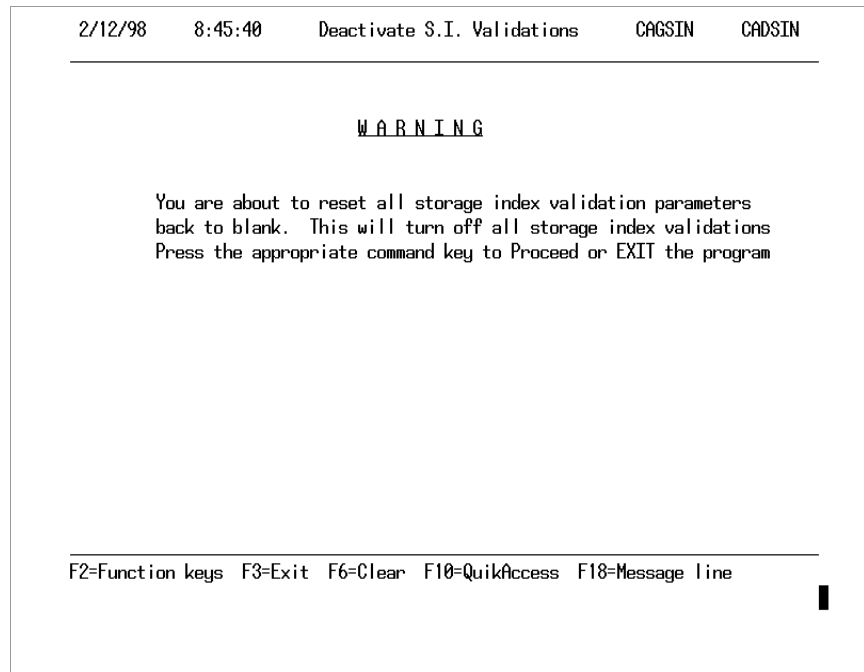 2/12/98 8:45:40 Deactivate S.I. Validations CAGSIN CADSIN
W A R N I N G
You are about to reset all storage index validation parameters
back to blank. This will turn off all storage index validations
Press the appropriate command key to Proceed or EXIT the program
F2=Function keys F3=Exit F6=Clear F10=QuikAccess F18=Message line